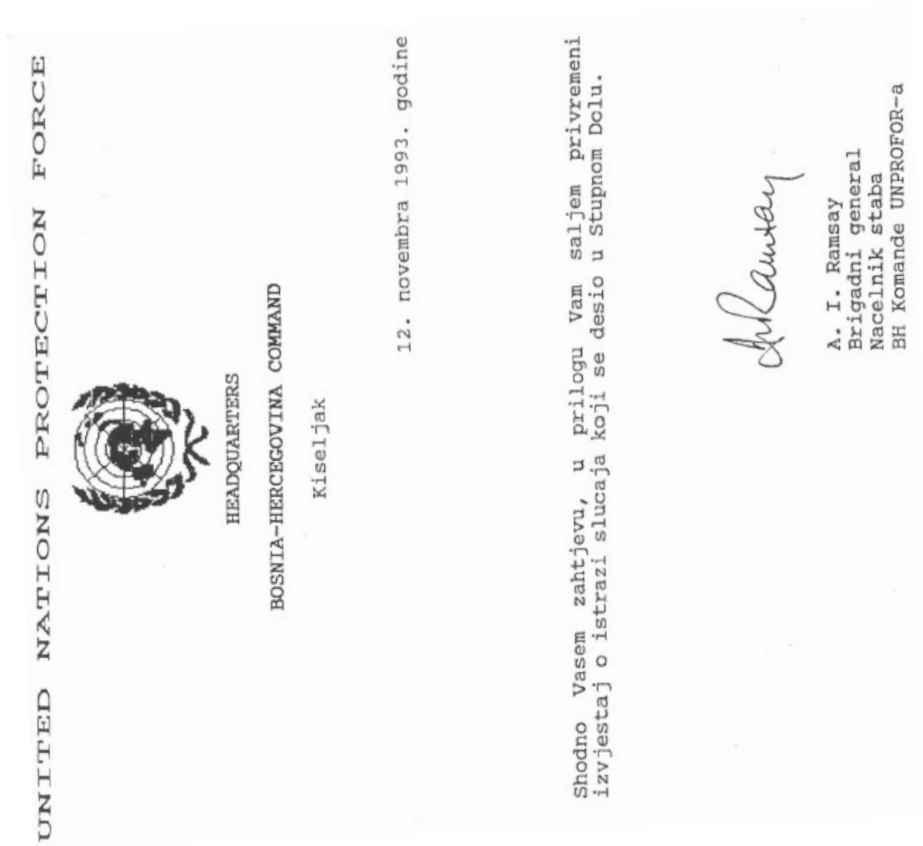 UNITED NATIONS PROTECTION FORCE
HEADQUARTERS
BOSNIA-HERCEGOVINA COMMAND
Kiseljak
12. novembra 1993. godine
Shodno Vasem zahtjevu, u prilogu Vam saljem privremeni
izvjestaj o istrazi slucaja koji se desio u Stupnom Dolu.
A. I. Ramsay
A. I. Ramsay
Brigadni general
Nacelnik staba
BH Komande UNPROFOR-a